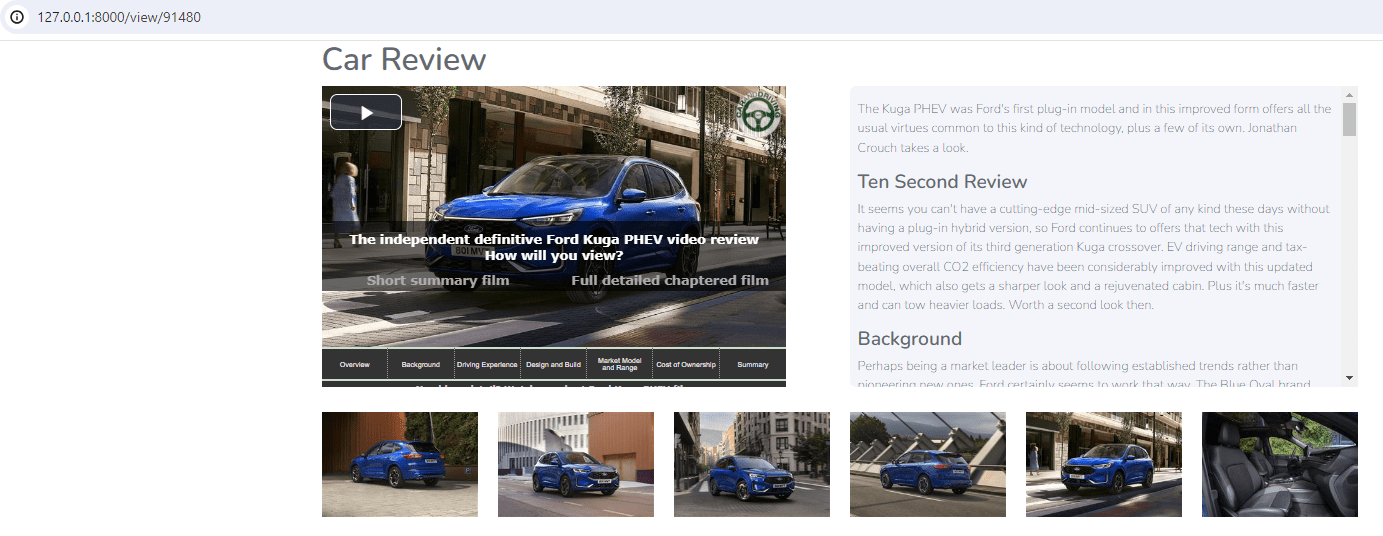 127.0.0.1:8000/view/91480
Car Review
The independent definitive Ford Kuga PHEV video review
How will you view?
Short summary film Full detailed chaptered film
Overview Background Driving Experience Design and Build Market Model and Range Cost of Ownership Summary
The Kuga PHEV was Ford's first plug-in model and in this improved form offers all the
usual virtues common to this kind of technology, plus a few of its own. Jonathan
Crouch takes a look.
Ten Second Review
It seems you can't have a cutting-edge mid-sized SUV of any kind these days without
having a plug-in hybrid version, so Ford continues to offers that tech with this
improved version of its third generation Kuga crossover. EV driving range and tax-
beating overall CO2 efficiency have been considerably improved with this updated
model, which also gets a sharper look and a rejuvenated cabin. Plus it's much faster
and can tow heavier loads. Worth a second look then.
Background
Perhaps being a market leader is about following established trends rather than
pioneering new ones. Ford certainly seems to work that way. The Blue Oval brand